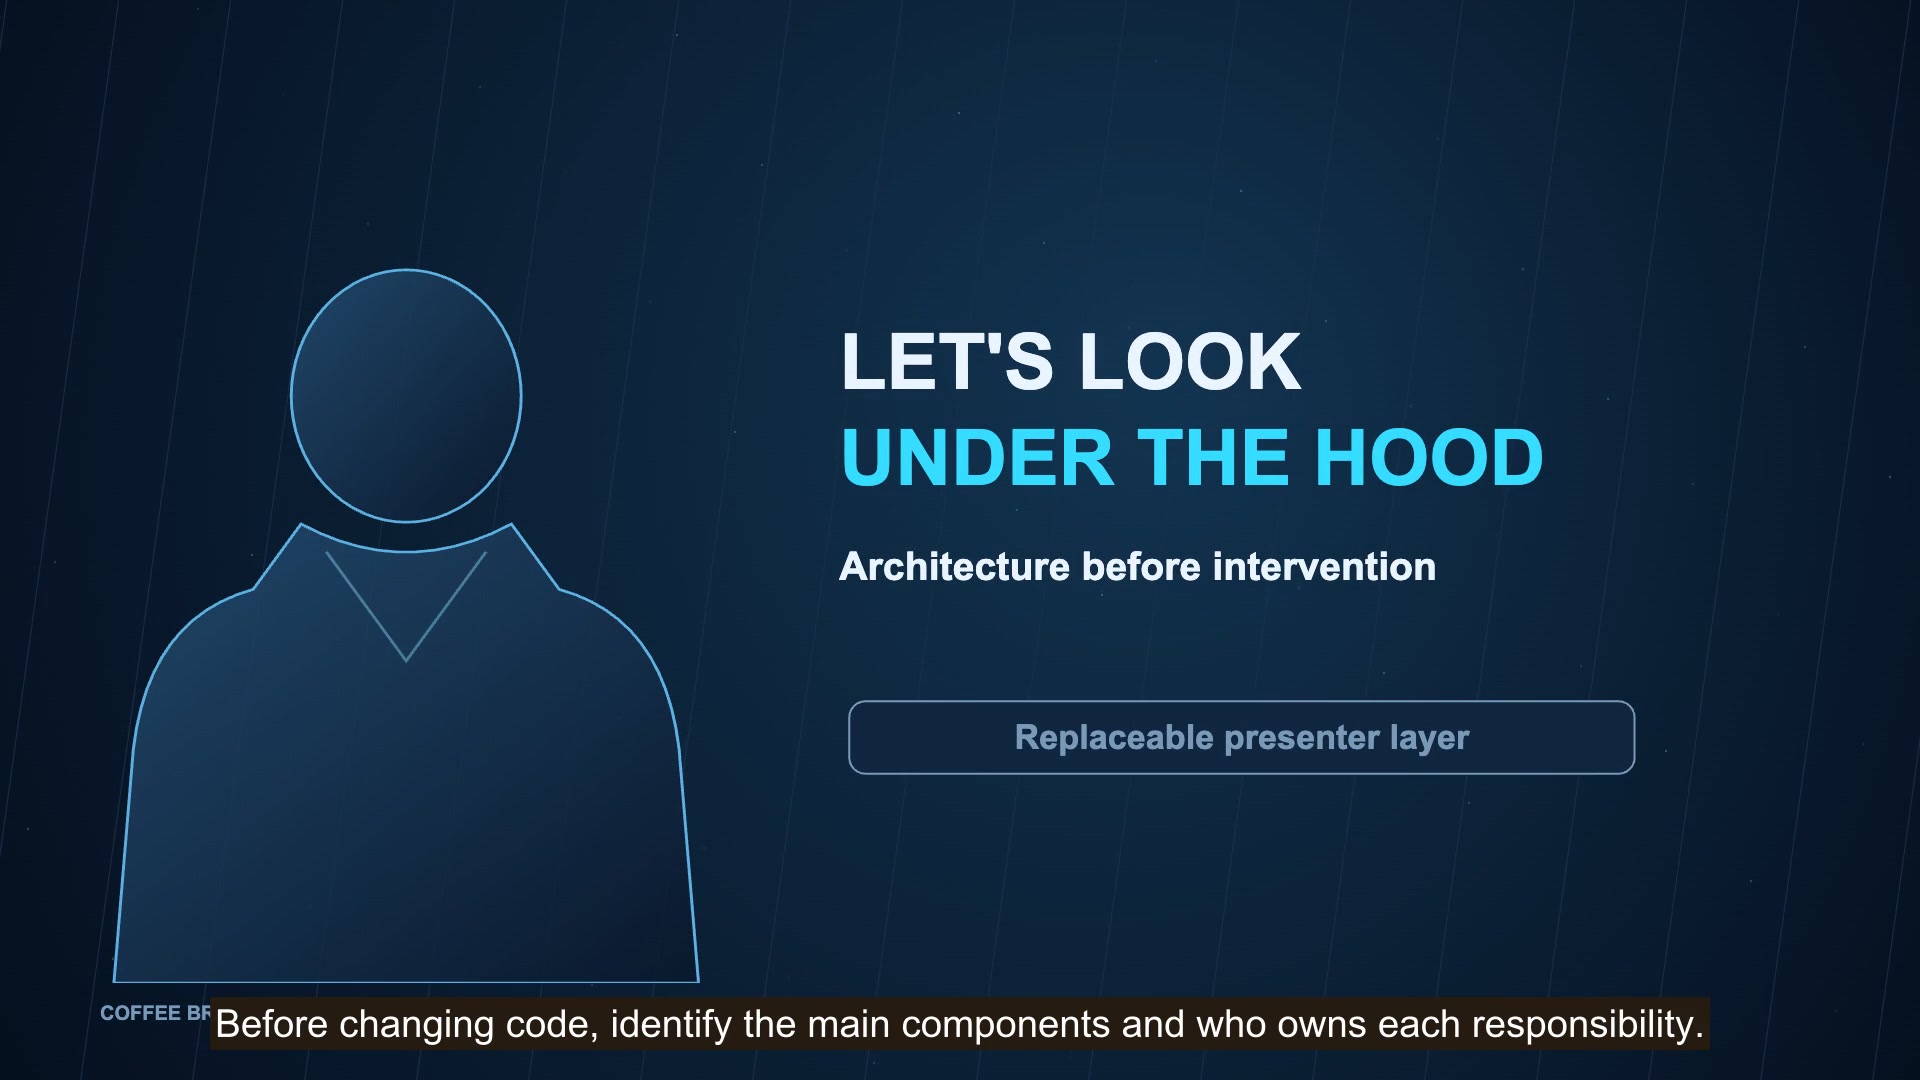 LET'S LOOK
UNDER THE HOOD
Architecture before intervention
Replaceable presenter layer
COFFEE
Before changing code, identify the main components and who owns each responsibility.